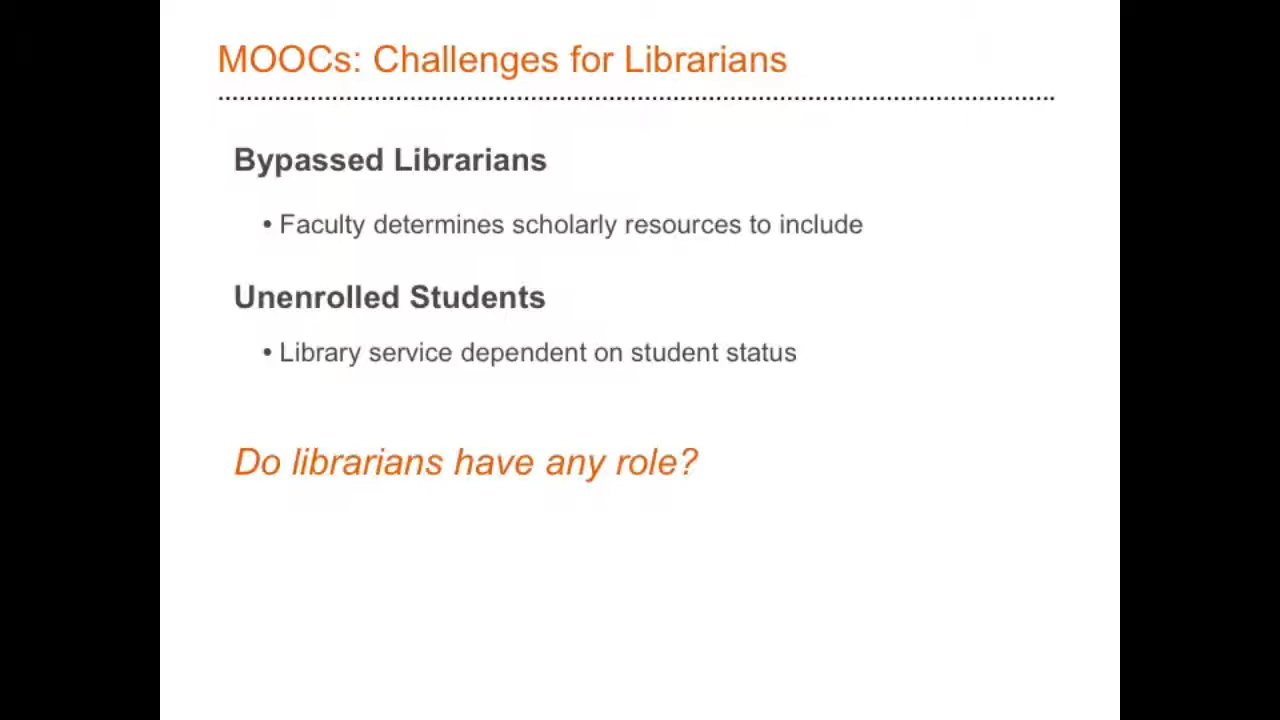 MOOCs: Challenges for Librarians
Bypassed Librarians
• Faculty determines scholarly resources to include
Unenrolled Students
• Library service dependent on student status
Do librarians have any role?